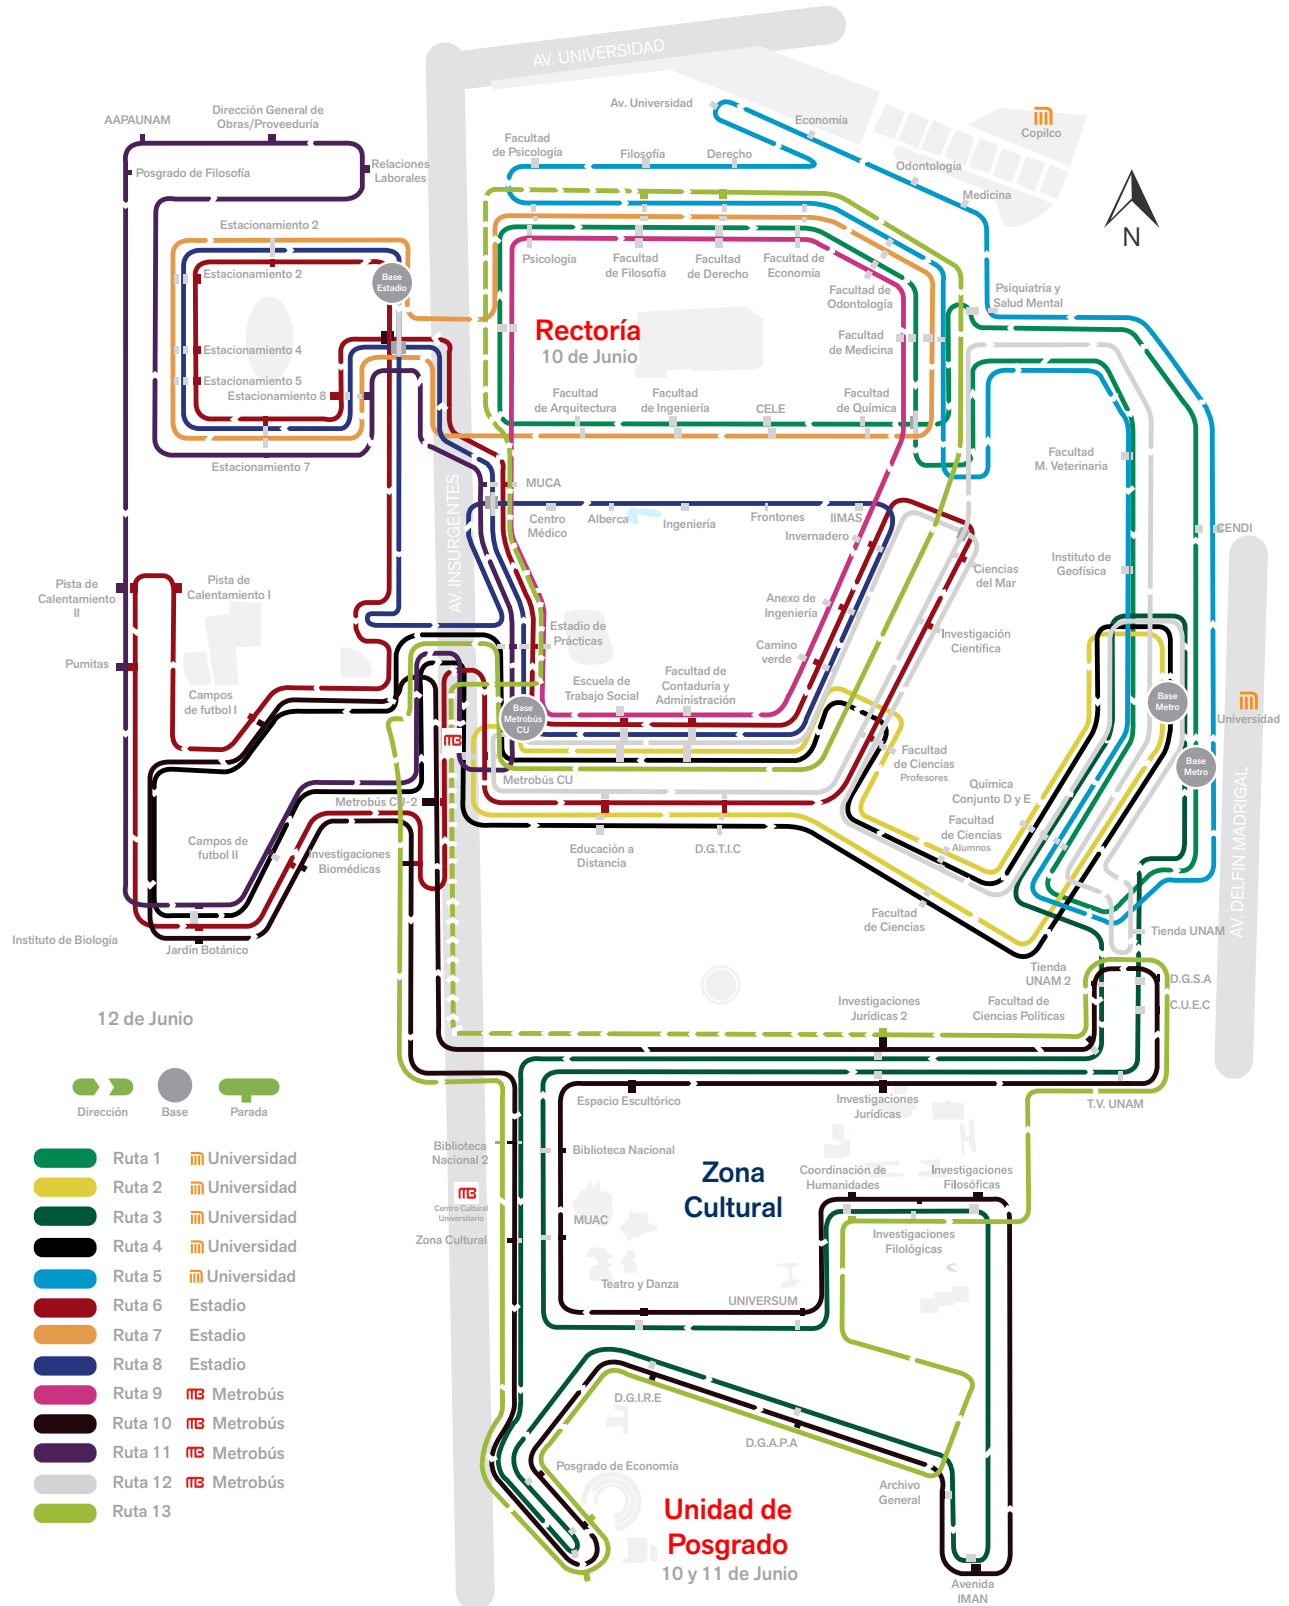 AV. UNIVERSIDAD
Av. Universidad
Economía
Copilco
Odontología
Medicina
AAPAUNAM
Dirección General de
Obras/Proveeduría
Relaciones
Laborales
Posgrado de Filosofía
Facultad
de Psicología
Filosofía
Derecho
N
Estacionamiento 2
Estacionamiento 2
Base
Estadio
Estacionamiento 4
Estacionamiento 5
Estacionamiento 8
Estacionamiento 7
Psicología
Facultad
de Filosofía
Facultad
de Derecho
Facultad de
Economía
Facultad de
Odontología
Psiquiatría y
Salud Mental
Rectoría
10 de Junio
Facultad
de Medicina
Facultad
de Arquitectura
Facultad
de Ingeniería
CELE
Facultad
de Química
Facultad
M. Veterinaria
AV. INSURGENTES
MUCA
Centro
Médico
Alberca
Ingeniería
Frontones
IIMAS
Invernadero
CENDI
Instituto de
Geofísica
Ciencias
del Mar
Pista de
Calentamiento
II
Pista de
Calentamiento I
Anexo de
Ingeniería
Estadio de
Prácticas
Investigación
Científica
Camino
verde
Pumitas
Campos
de futbol I
Escuela de
Trabajo Social
Facultad de
Contaduría y
Administración
Base
Metrobús
CU
Base
Metro
Universidad
Facultad
de Ciencias
Profesores
Base
Metro
Metrobús CU
Metrobús CU-2
Química
Conjunto D y E
Facultad
de Ciencias
Alumnos
AV. DELFIN MADRIGAL
Campos de
futbol II
Investigaciones
Biomédicas
Educación a
Distancia
D.G.T.I.C
Facultad
de Ciencias
Instituto de Biología
Jardín Botánico
Tienda UNAM
Tienda
UNAM 2
D.G.S.A
C.U.E.C
Investigaciones
Jurídicas 2
Facultad de
Ciencias Políticas
12 de Junio
Dirección
Base
Parada
Espacio Escultórico
Investigaciones
Jurídicas
T.V. UNAM
Biblioteca
Nacional 2
Biblioteca Nacional
Zona
Cultural
Coordinación de
Humanidades
Investigaciones
Filosóficas
Centro Cultural
Universitario
MUAC
Zona Cultural
Investigaciones
Filológicas
Teatro y Danza
UNIVERSUM
Ruta 1 Universidad
Ruta 2 Universidad
Ruta 3 Universidad
Ruta 4 Universidad
Ruta 5 Universidad
Ruta 6 Estadio
Ruta 7 Estadio
Ruta 8 Estadio
Ruta 9 Metrobús
Ruta 10 Metrobús
Ruta 11 Metrobús
Ruta 12 Metrobús
Ruta 13
D.G.I.R.E
D.G.A.P.A
Posgrado de Economía
Archivo
General
Unidad de
Posgrado
10 y 11 de Junio
Avenida
IMAN